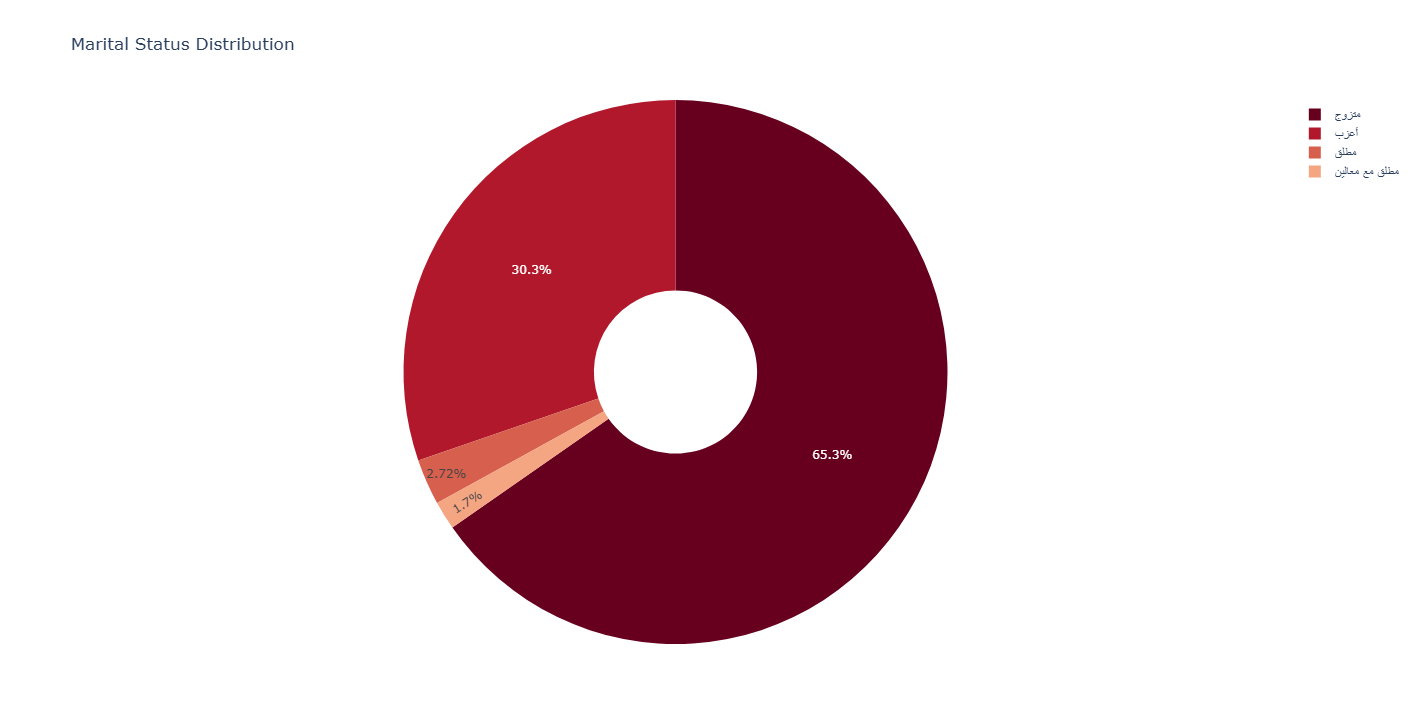 Marital Status Distribution
متزوج
أعزب
مطلق
مطلق مع معالين
30.3%
65.3%
2.72%
1.7%